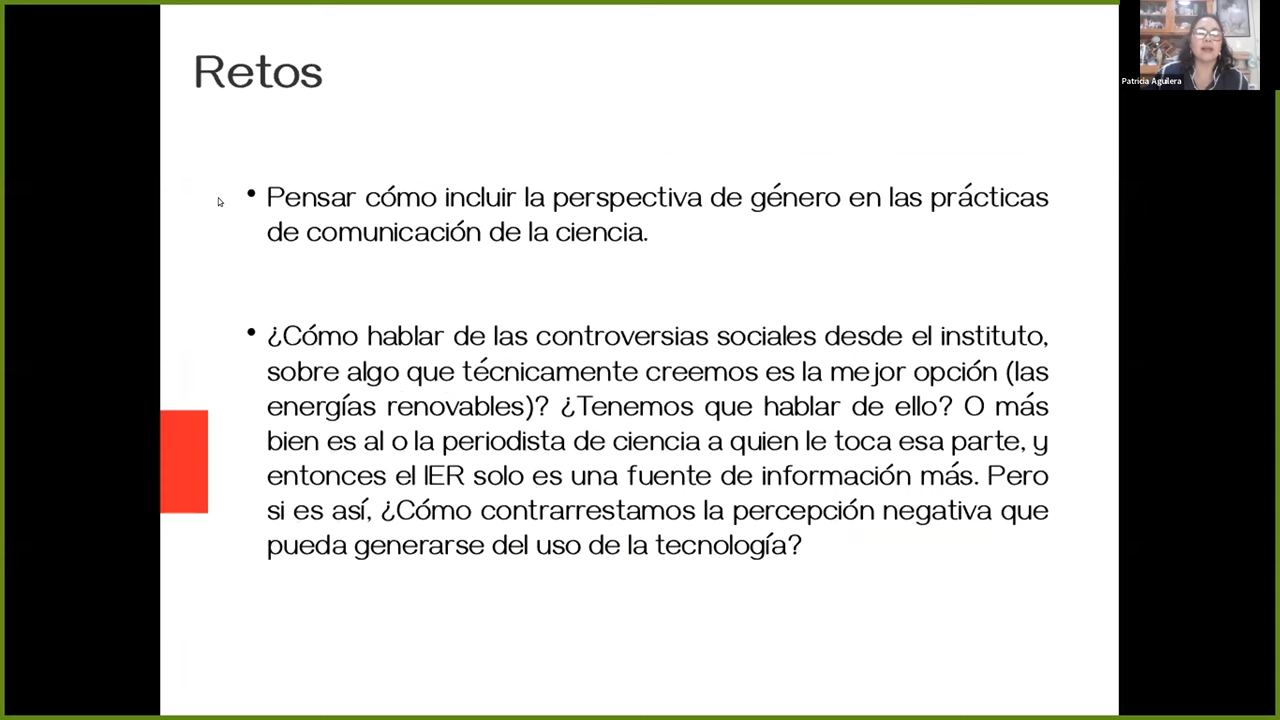 Retos
Patricia Aguilera
• Pensar cómo incluir la perspectiva de género en las prácticas
de comunicación de la ciencia.
• ¿Cómo hablar de las controversias sociales desde el instituto,
sobre algo que técnicamente creemos es la mejor opción (las
energías renovables)? ¿Tenemos que hablar de ello? O más
bien es al o la periodista de ciencia a quien le toca esa parte, y
entonces el IER solo es una fuente de información más. Pero
si es así, ¿Cómo contrarrestamos la percepción negativa que
pueda generarse del uso de la tecnología?